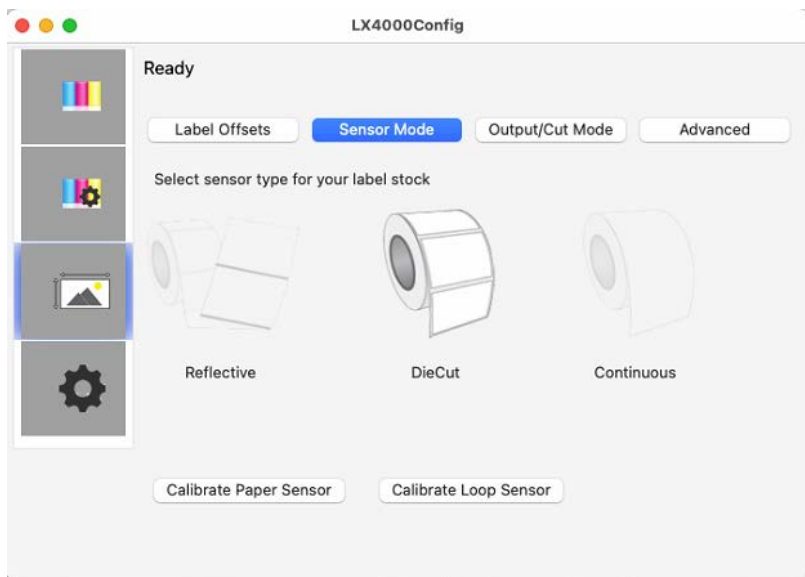 LX4000Config
Ready
Label Offsets Sensor Mode Output/Cut Mode Advanced
Select sensor type for your label stock
Reflective DieCut Continuous
Calibrate Paper Sensor Calibrate Loop Sensor